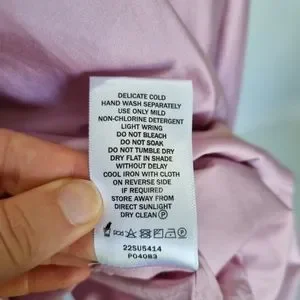 DELICATE COLD
HAND WASH SEPARATELY
USE ONLY MILD
NON-CHLORINE DETERGENT
LIGHT WRING
DO NOT BLEACH
DO NOT SOAK
DO NOT TUMBLE DRY
DRY FLAT IN SHADE
WITHOUT DELAY
COOL IRON WITH CLOTH
ON REVERSE SIDE
IF REQUIRED
STORE AWAY FROM
DIRECT SUNLIGHT
DRY CLEAN Ⓟ
22SU5414
PO4083